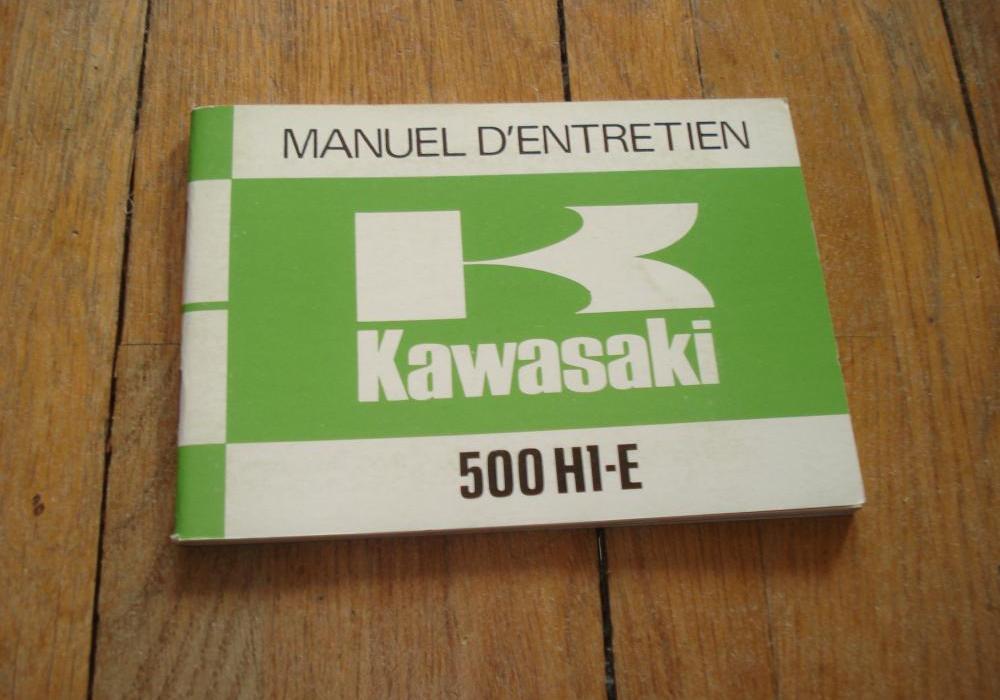 MANUEL D'ENTRETIEN
Kawasaki
500 H1-E